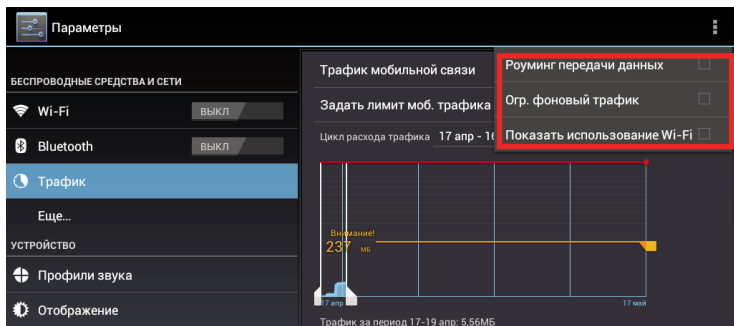 Параметры
БЕСПРОВОДНЫЕ СРЕДСТВА И СЕТИ
Wi-Fi
ВЫКЛ
Bluetooth
ВЫКЛ
Трафик
Еще...
УСТРОЙСТВО
Профили звука
Отображение
Трафик мобильной связи
Задать лимит моб. трафика
Цикл расхода трафика 17 апр - 16
Роуминг передачи данных
Огр. фоновый трафик
Показать использование Wi-Fi
Внимание!
237 МБ
17 апр
17 май
Трафик за период 17-19 апр: 5,56МБ